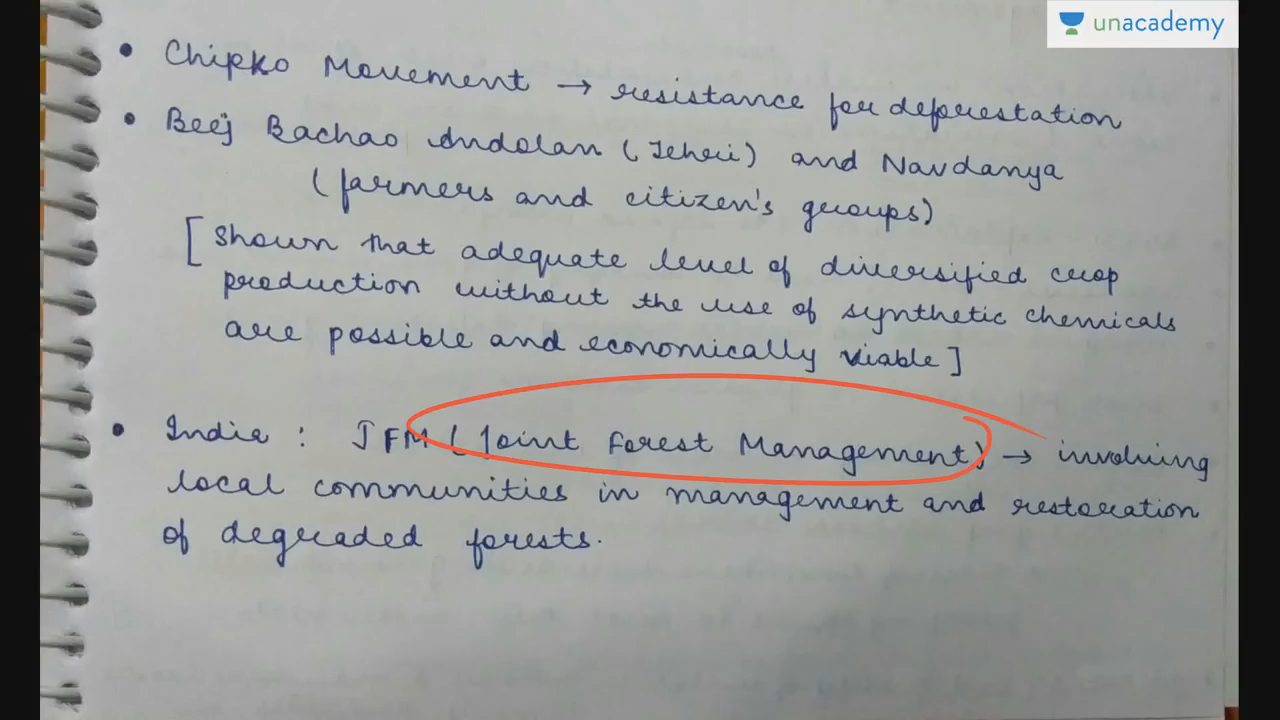 unacademy
• Chipko Movement → resistance for deforestation
• Beej Bachao Andolan (Tehri) and Navdanya
(farmers and citizen's groups)
[Shown that adequate level of diversified crop
production without the use of synthetic chemicals
are possible and economically viable]
• India : JFM (Joint Forest Management) → involving
local communities in management and restoration
of degraded forests.